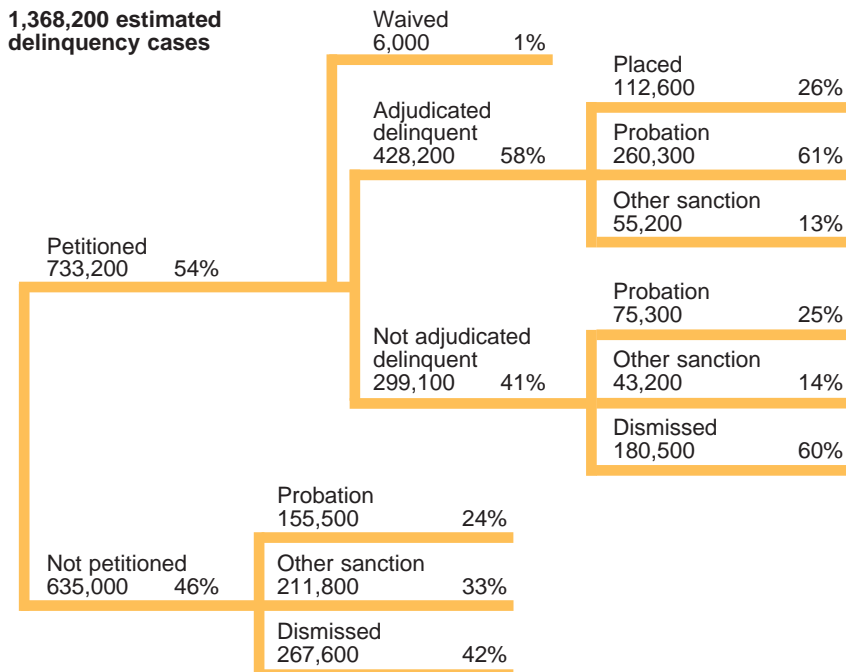 1,368,200 estimated
delinquency cases
Waived
6,000 1%
Adjudicated
delinquent
428,200 58%
Placed
112,600 26%
Probation
260,300 61%
Other sanction
55,200 13%
Petitioned
733,200 54%
Not adjudicated
delinquent
299,100 41%
Probation
75,300 25%
Other sanction
43,200 14%
Dismissed
180,500 60%
Not petitioned
635,000 46%
Probation
155,500 24%
Other sanction
211,800 33%
Dismissed
267,600 42%